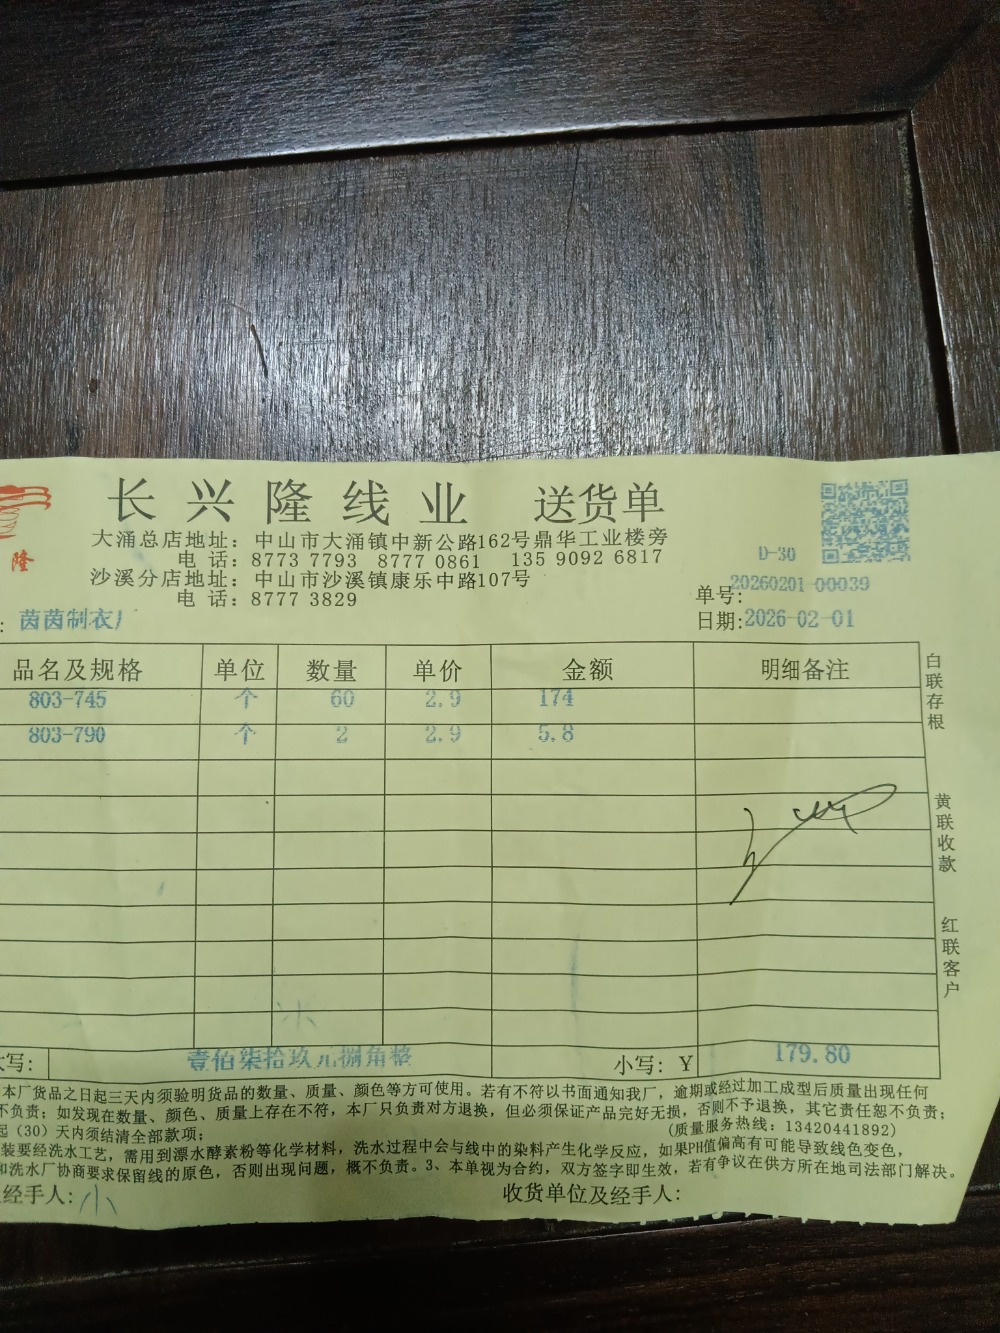 长兴隆线业 送货单
隆
大涌总店地址：中山市大涌镇中新公路162号鼎华工业楼旁
电 话：8773 7793 8777 0861 135 9092 6817
沙溪分店地址：中山市沙溪镇康乐中路107号
电 话：8777 3829
D-30
单号：20260201-00039
日期：2026-02-01
：茵茵制衣厂
品名及规格 单位 数量 单价 金额 明细备注
803-745 个 60 2.9 174
803-790 个 2 2.9 5.8
白联存根
黄联收款
红联客户
写： 壹佰柒拾玖元捌角整 小写：￥ 179.80
本厂货品之日起三天内须验明货品的数量、质量、颜色等方可使用。若有不符以书面通知我厂，逾期或经过加工成型后质量出现任何
不负责；如发现在数量、颜色、质量上存在不符，本厂只负责对方退换，但必须保证产品完好无损，否则不予退换，其它责任恕不负责；
起（30）天内须结清全部款项； (质量服务热线：13420441892)
装要经洗水工艺，需用到漂水酵素粉等化学材料，洗水过程中会与线中的染料产生化学反应，如果PH值偏高有可能导致线色变色，
和洗水厂协商要求保留线的原色，否则出现问题，概不负责。3、本单视为合约，双方签字即生效，若有争议在供方所在地司法部门解决。
经手人：小 收货单位及经手人：